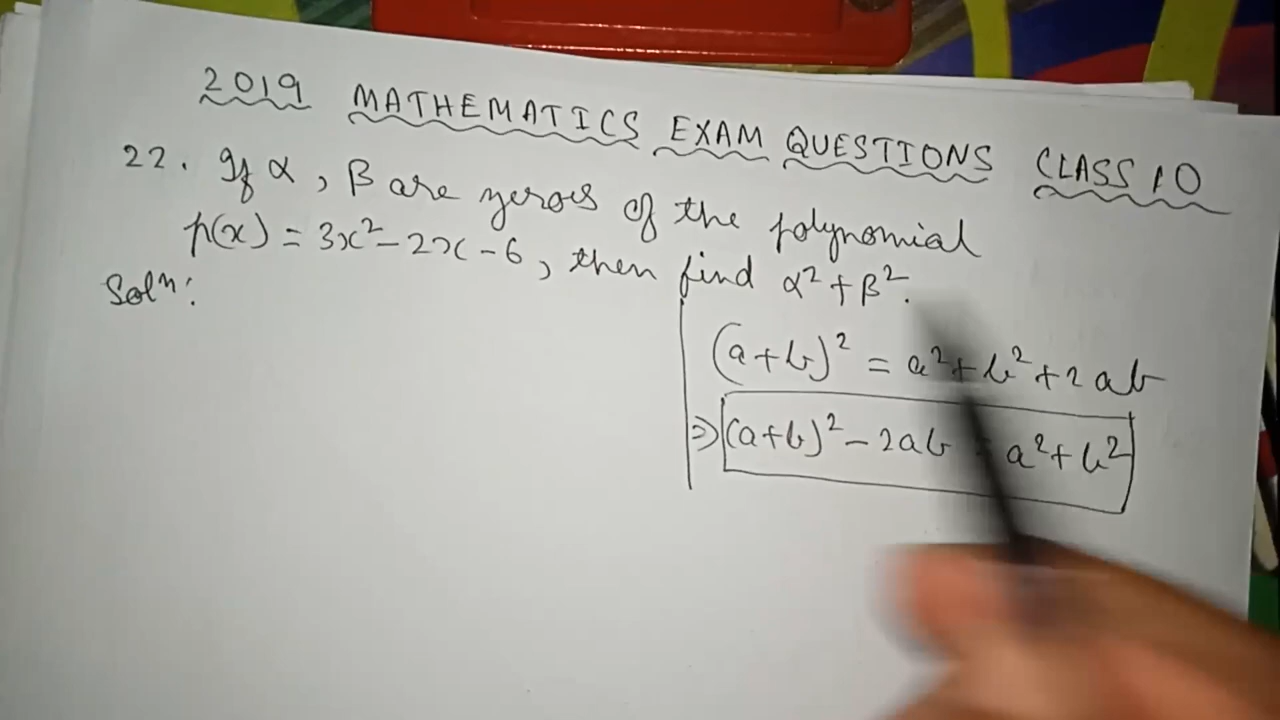 2019 MATHEMATICS EXAM QUESTIONS CLASS 10
22. If α, β are zeroes of the polynomial
p(x) = 3x² - 2x - 6, then find α² + β².
Solⁿ:
(a+b)² = a² + b² + 2ab
⇒ (a+b)² - 2ab = a² + b²